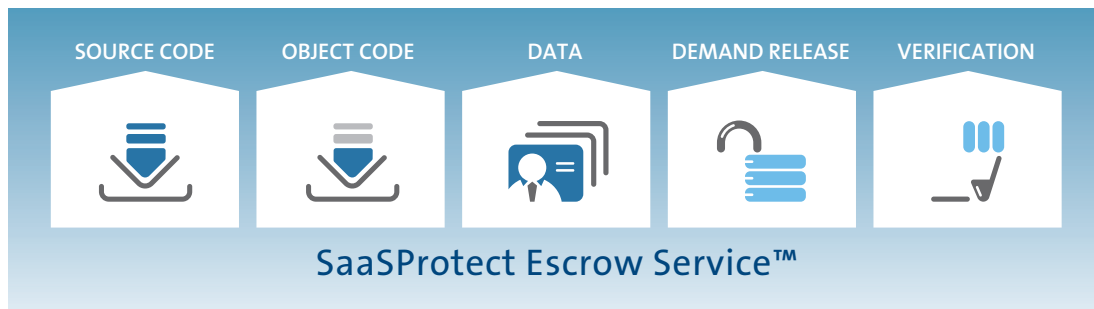 SOURCE CODE
OBJECT CODE
DATA
DEMAND RELEASE
VERIFICATION
SaaSProtect Escrow Service™